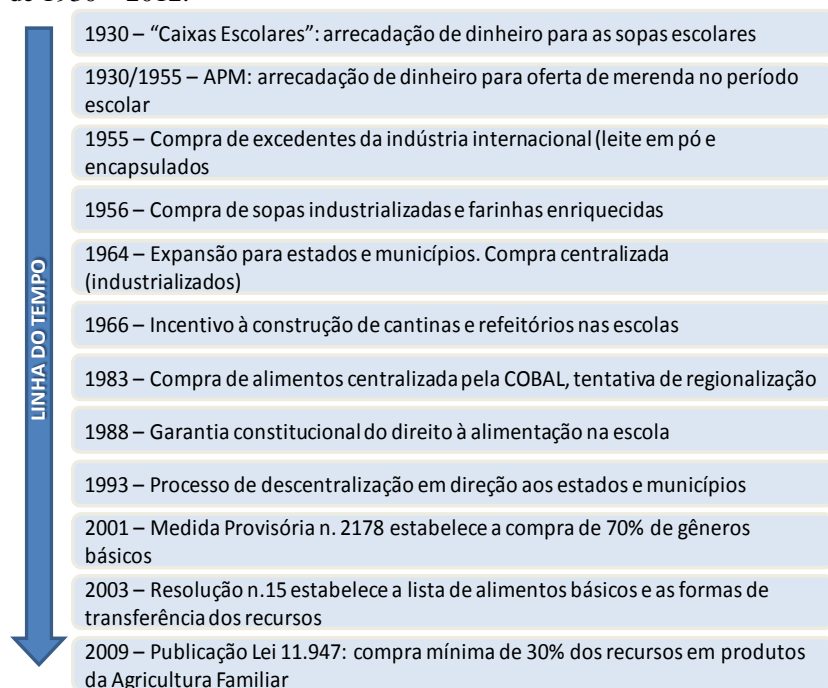 de 1930 – 2012.
LINHA DO TEMPO
1930 – “Caixas Escolares”: arrecadação de dinheiro para as sopas escolares
1930/1955 – APM: arrecadação de dinheiro para oferta de merenda no período
escolar
1955 – Compra de excedentes da indústria internacional (leite em pó e
encapsulados
1956 – Compra de sopas industrializadas e farinhas enriquecidas
1964 – Expansão para estados e municípios. Compra centralizada
(industrializados)
1966 – Incentivo à construção de cantinas e refeitórios nas escolas
1983 – Compra de alimentos centralizada pela COBAL, tentativa de regionalização
1988 – Garantia constitucional do direito à alimentação na escola
1993 – Processo de descentralização em direção aos estados e municípios
2001 – Medida Provisória n. 2178 estabelece a compra de 70% de gêneros
básicos
2003 – Resolução n.15 estabelece a lista de alimentos básicos e as formas de
transferência dos recursos
2009 – Publicação Lei 11.947: compra mínima de 30% dos recursos em produtos
da Agricultura Familiar